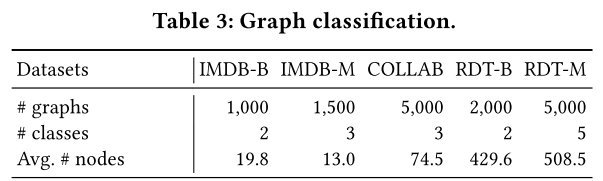 Table 3: Graph classification.
Datasets IMDB-B IMDB-M COLLAB RDT-B RDT-M
# graphs 1,000 1,500 5,000 2,000 5,000
# classes 2 3 3 2 5
Avg. # nodes 19.8 13.0 74.5 429.6 508.5